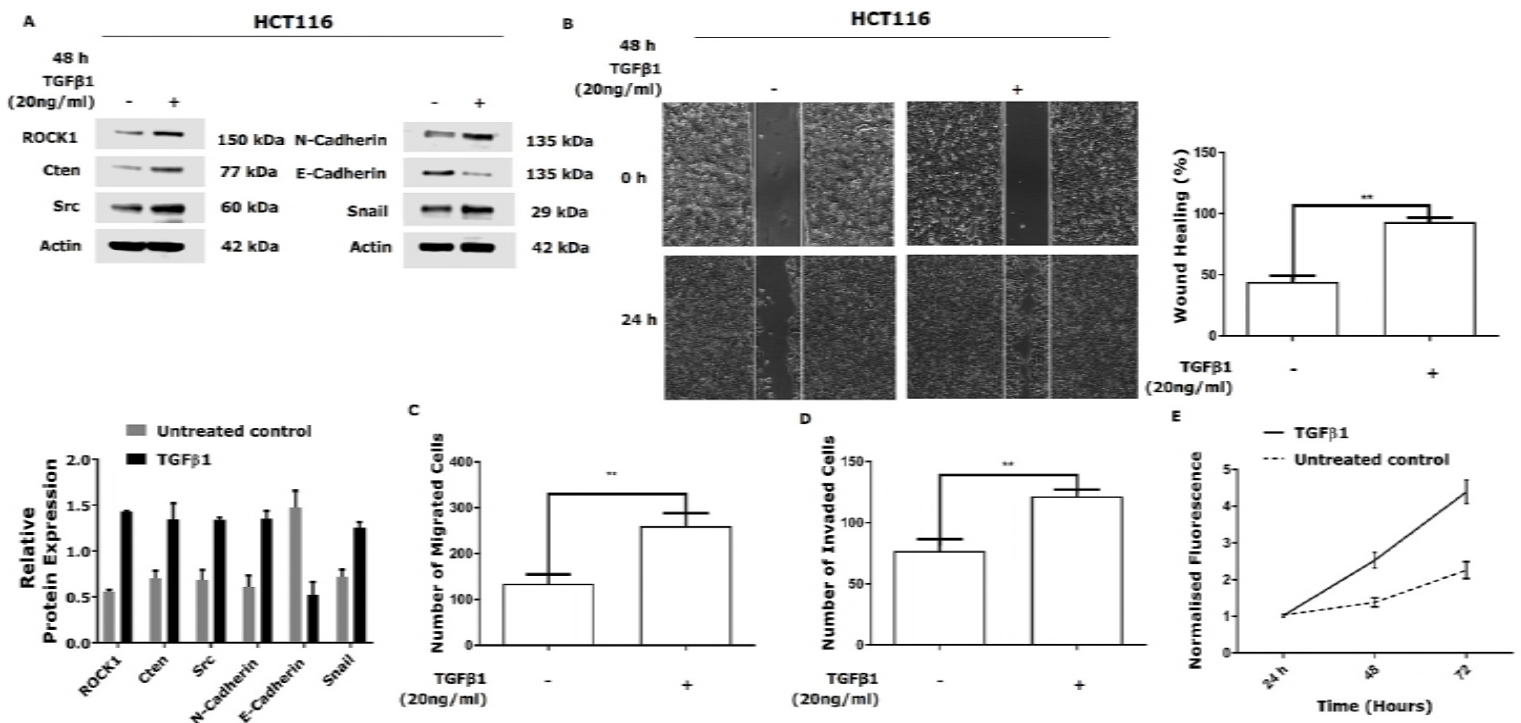 A
HCT116
48 h
TGFβ1
(20ng/ml)
- +
- +
ROCK1
150 kDa
N-Cadherin
135 kDa
Cten
77 kDa
E-Cadherin
135 kDa
Src
60 kDa
Snail
29 kDa
Actin
42 kDa
Actin
42 kDa
Untreated control
TGFβ1
Relative
Protein Expression
2.0
1.5
1.0
0.5
0.0
ROCK1
Cten
Src
N-Cadherin
E-Cadherin
Snail
B
HCT116
48 h
TGFβ1
(20ng/ml)
-
+
0 h
24 h
Wound Healing (%)
150
100
50
0
**
TGFβ1
(20ng/ml)
-
+
C
Number of Migrated Cells
400
300
200
100
0
**
TGFβ1
(20ng/ml)
-
+
D
Number of Invaded Cells
150
100
50
0
**
TGFβ1
(20ng/ml)
-
+
E
TGFβ1
Untreated control
Normalised Fluorescence
5
4
3
2
1
0
24 h
48
72
Time (Hours)